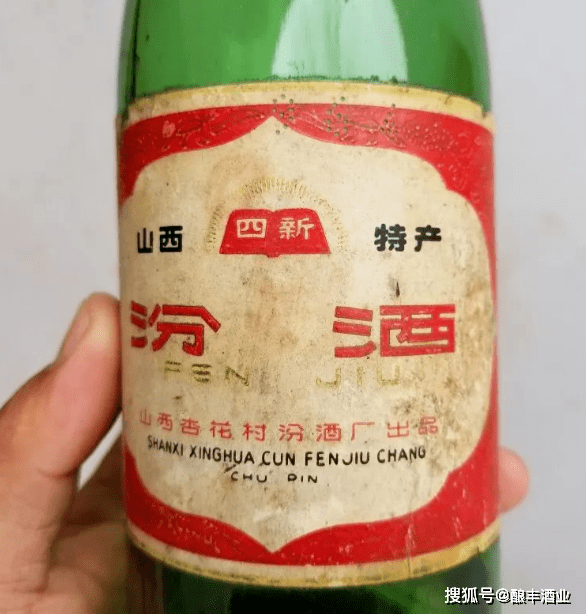 四新
山西 特产
汾酒
FEN JIU
山西杏花村汾酒厂出品
SHANXI XINGHUA CUN FENJIU CHANG
CHU PIN
搜狐号@酿丰酒业